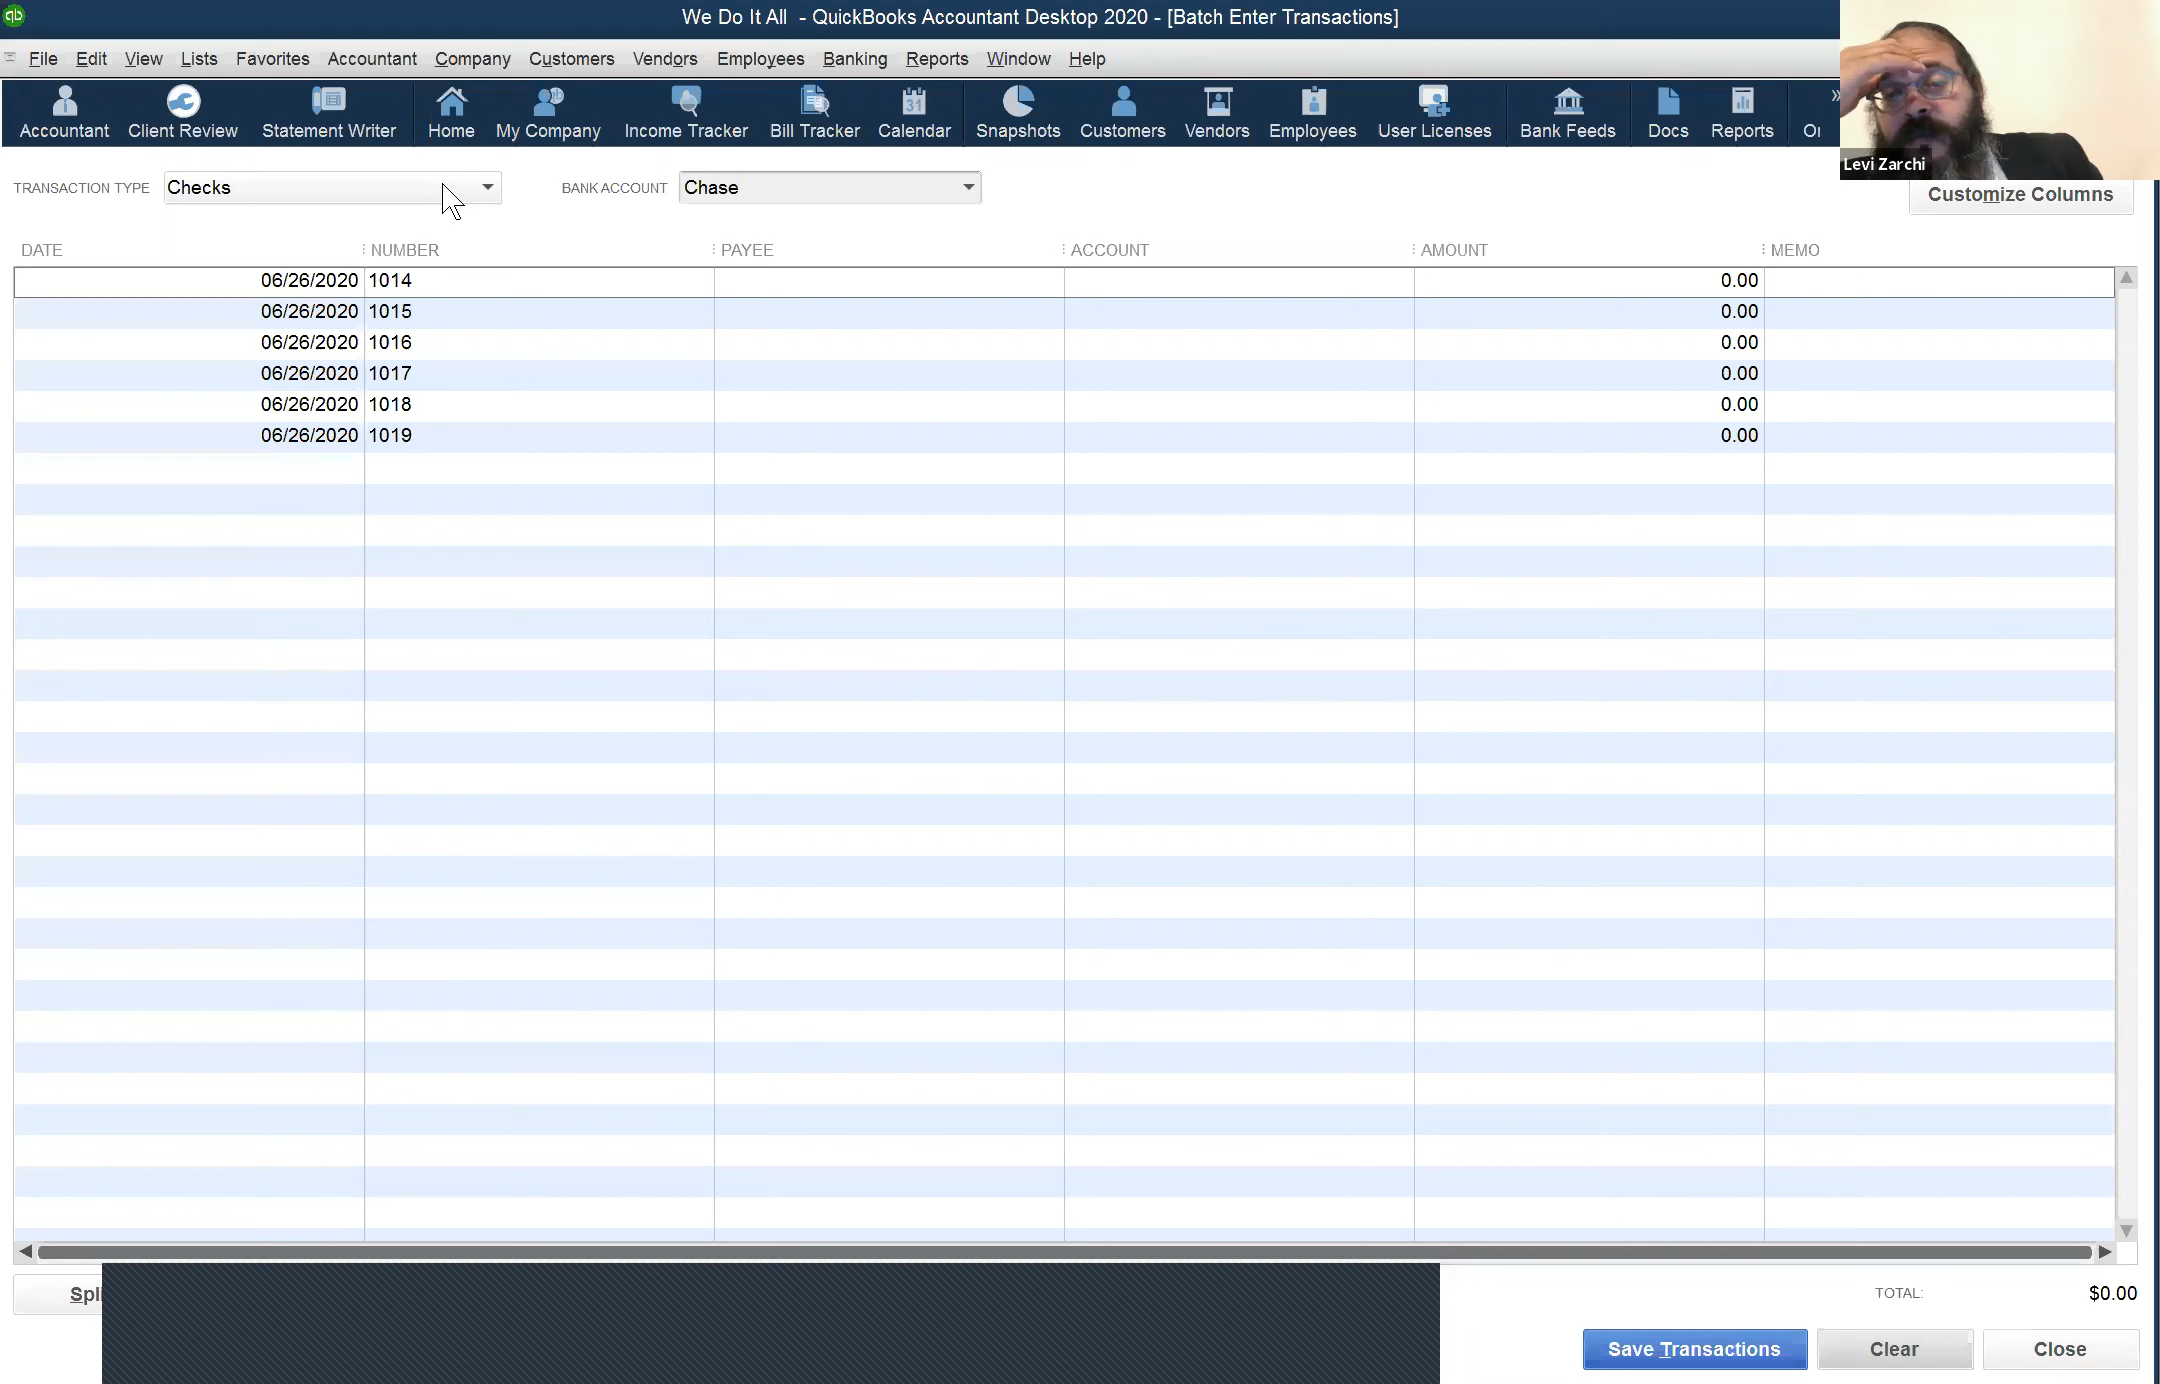 qb
We Do It All - QuickBooks Accountant Desktop 2020 - [Batch Enter Transactions]
File Edit View Lists Favorites Accountant Company Customers Vendors Employees Banking Reports Window Help
31
Accountant Client Review Statement Writer Home My Company Income Tracker Bill Tracker Calendar Snapshots Customers Vendors Employees User Licenses Bank Feeds Docs Reports
Levi Zarchi
TRANSACTION TYPE Checks BANK ACCOUNT Chase Customize Columns
DATE NUMBER PAYEE ACCOUNT AMOUNT MEMO
06/26/2020 1014 0.00
06/26/2020 1015 0.00
06/26/2020 1016 0.00
06/26/2020 1017 0.00
06/26/2020 1018 0.00
06/26/2020 1019 0.00
Spli TOTAL: $0.00
Save Transactions Clear Close